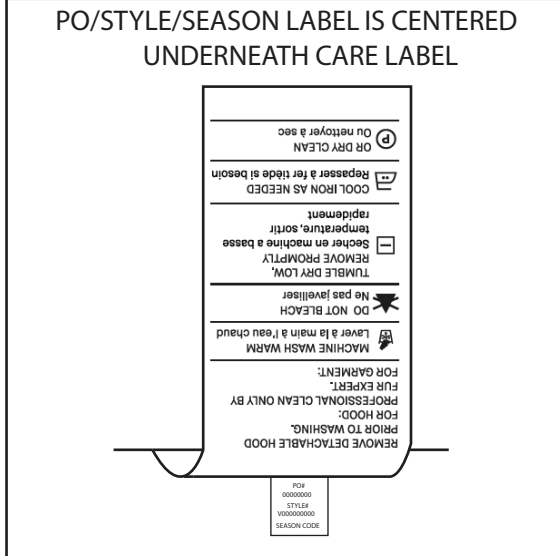 PO/STYLE/SEASON LABEL IS CENTERED
UNDERNEATH CARE LABEL
REMOVE DETACHABLE HOOD
PRIOR TO WASHING.
FOR HOOD:
PROFESSIONAL CLEAN ONLY BY
FUR EXPERT.
FOR GARMENT:
MACHINE WASH WARM
Laver à la main à l'eau chaud
DO NOT BLEACH
Ne pas javelliser
TUMBLE DRY LOW,
REMOVE PROMPTLY
Secher en machine a basse
temperature, sortir,
rapidement
COOL IRON AS NEEDED
Repasser à fer tiède si besoin
P
OR DRY CLEAN
Ou nettoyer à sec
PO#
00000000
STYLE#
V000000000
SEASON CODE